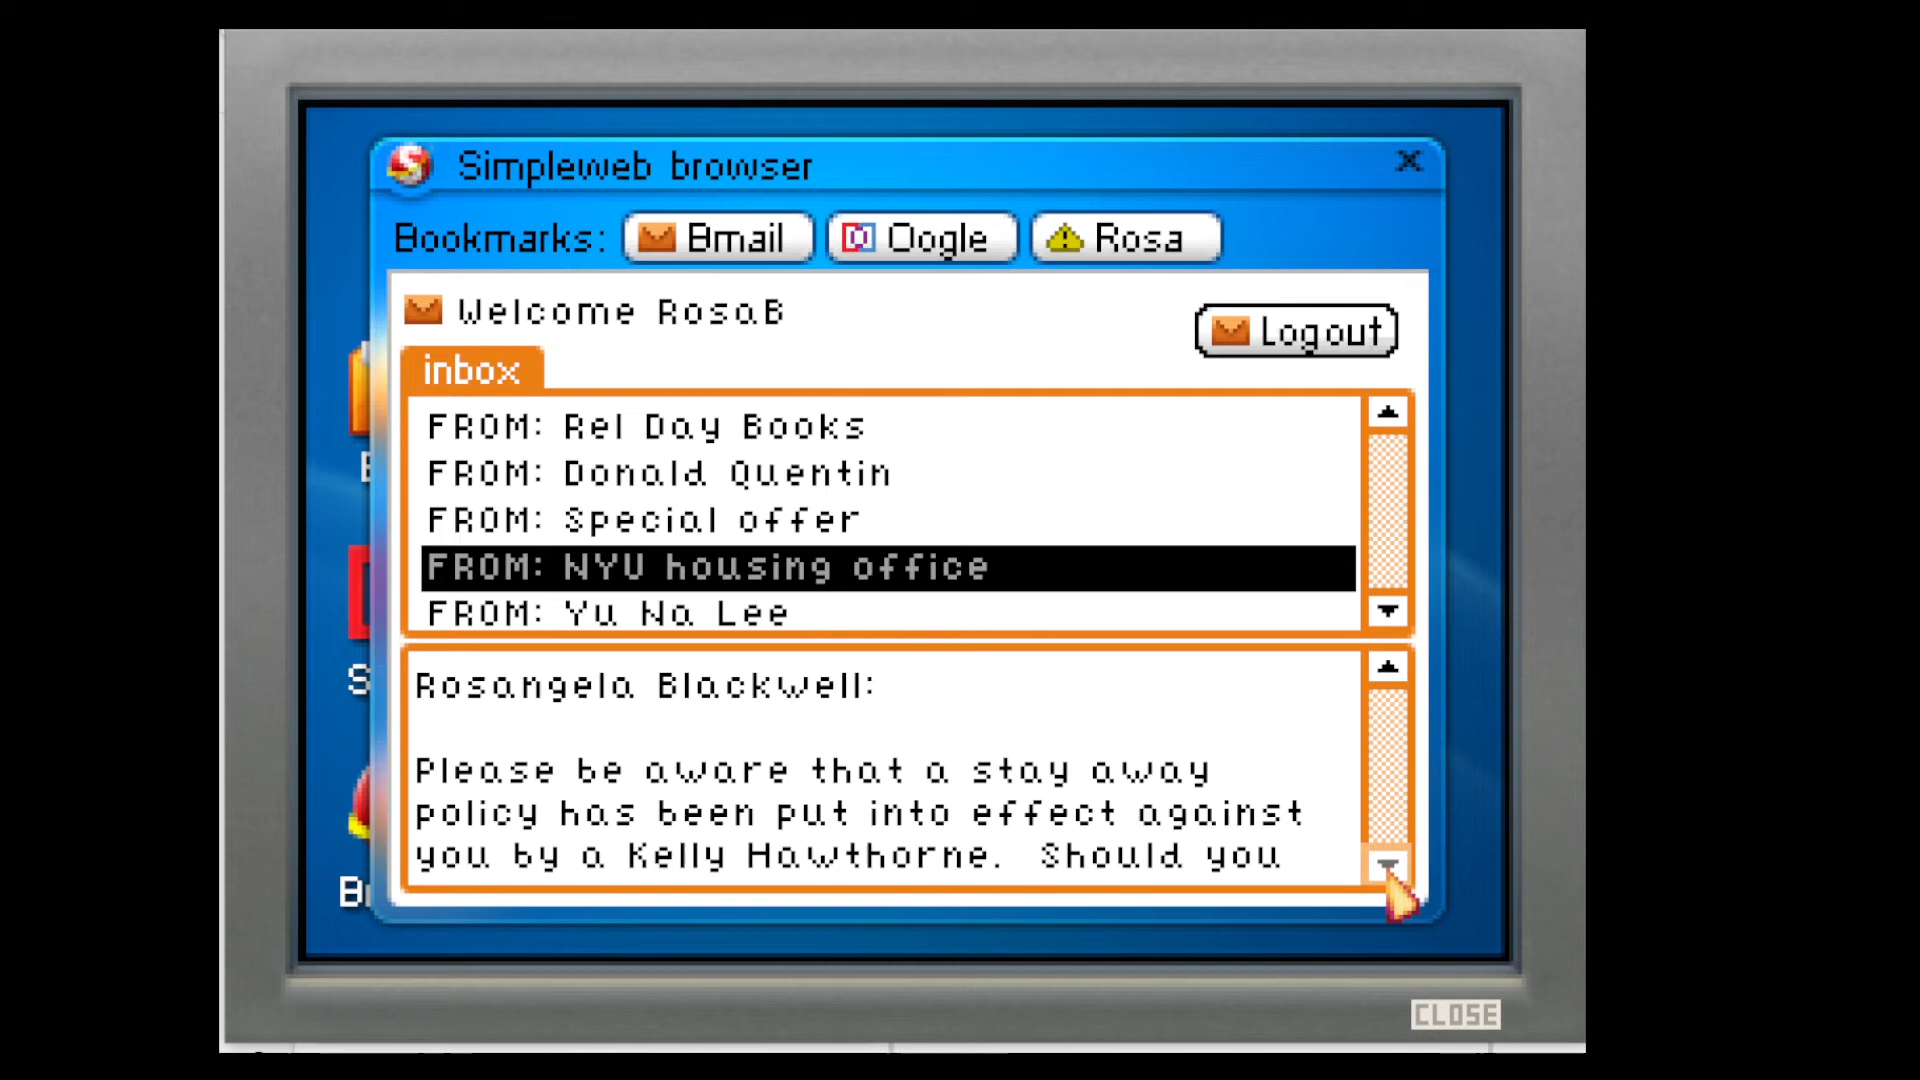 Simpleweb browser
Bookmarks: Bmail Oogle Rosa
Welcome RosaB
Logout
inbox
FROM: Rel Day Books
FROM: Donald Quentin
FROM: Special offer
FROM: NYU housing office
FROM: Yu Na Lee
Rosangela Blackwell:
Please be aware that a stay away
policy has been put into effect against
you by a Kelly Hawthorne. Should you
CLOSE